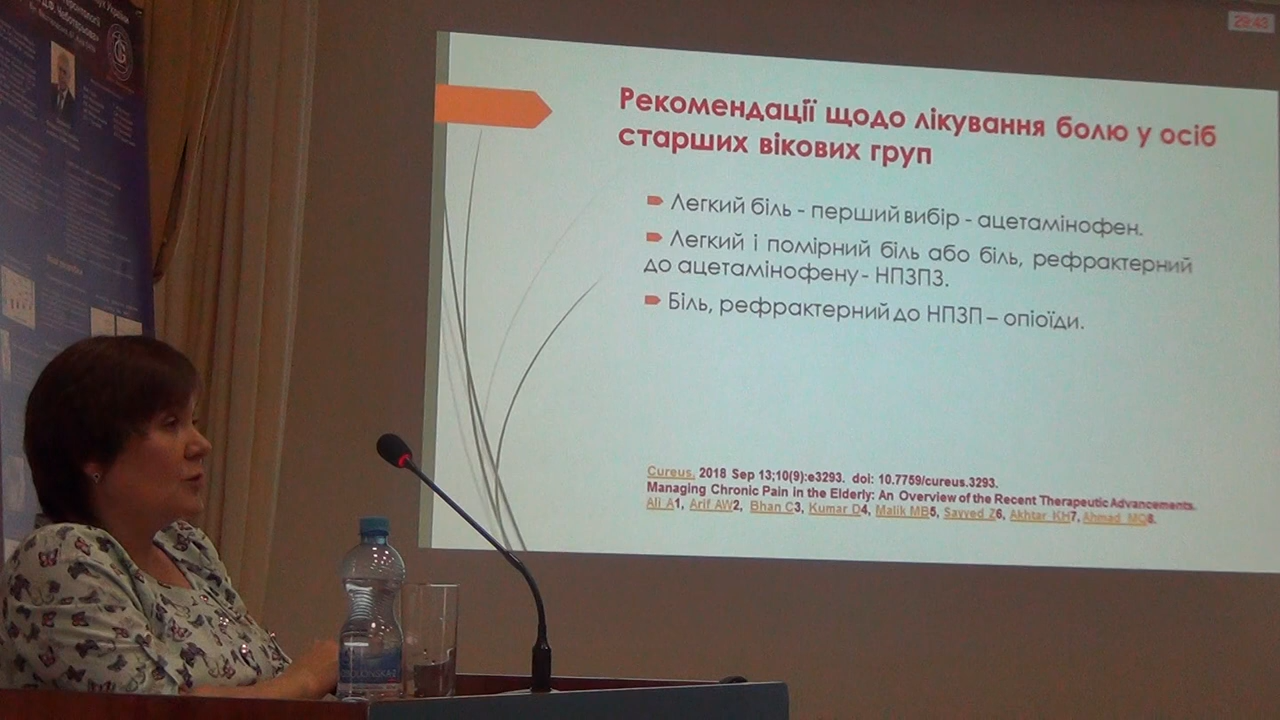 29:43
Рекомендації щодо лікування болю у осіб
старших вікових груп
Легкий біль - перший вибір - ацетамінофен.
Легкий і помірний біль або біль, рефрактерний
до ацетамінофену - НПЗПЗ.
Біль, рефрактерний до НПЗП – опіоїди.
Cureus. 2018 Sep 13;10(9):e3293. doi: 10.7759/cureus.3293.
Managing Chronic Pain in the Elderly: An Overview of the Recent Therapeutic Advancements.
Ali A1, Arif AW2, Bhan C3, Kumar D4, Malik MB5, Sayyed Z6, Akhtar KH7, Ahmad MQ8.